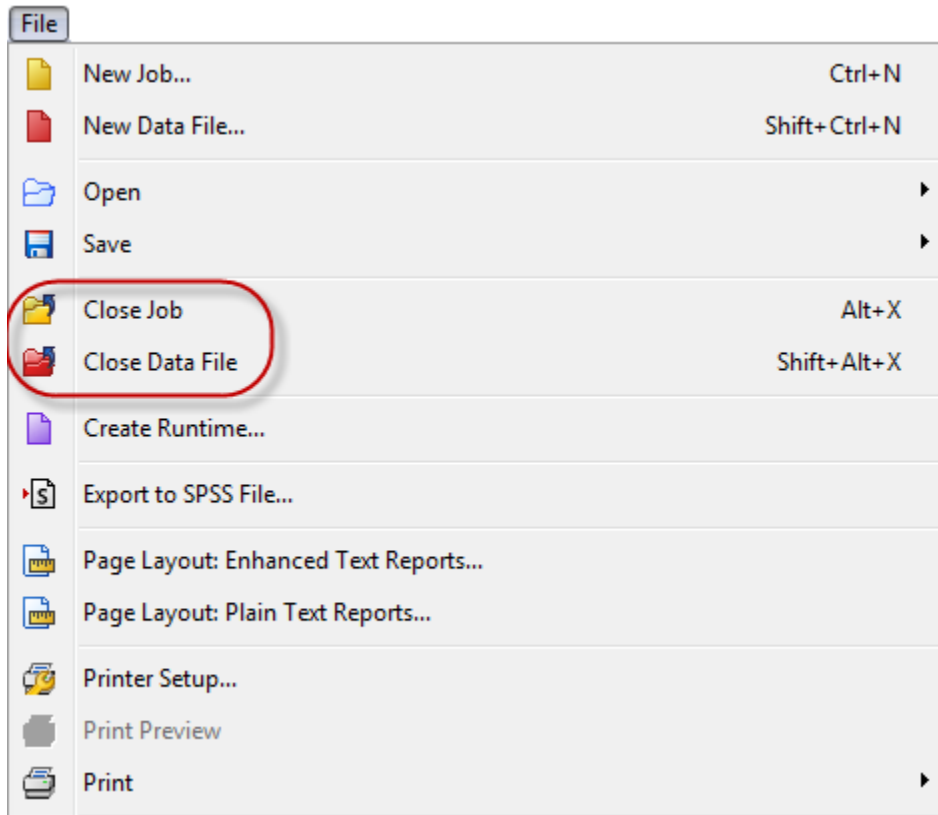 File
New Job... Ctrl+N
New Data File... Shift+Ctrl+N
Open
Save
Close Job Alt+X
Close Data File Shift+Alt+X
Create Runtime...
S Export to SPSS File...
Page Layout: Enhanced Text Reports...
Page Layout: Plain Text Reports...
Printer Setup...
Print Preview
Print